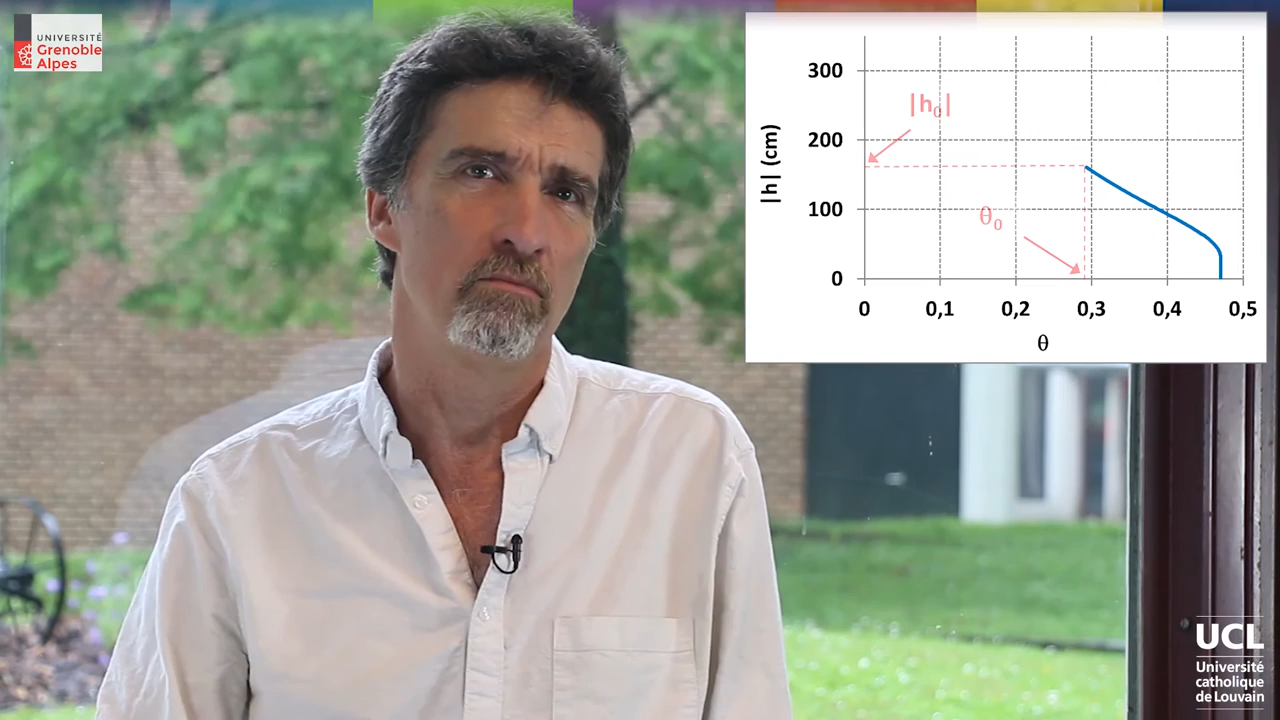 UNIVERSITÉ
Grenoble
Alpes
300
200
100
0
|h| (cm)
|h₀|
θ₀
0
0,1
0,2
0,3
0,4
0,5
θ
UCL
Université
catholique
de Louvain